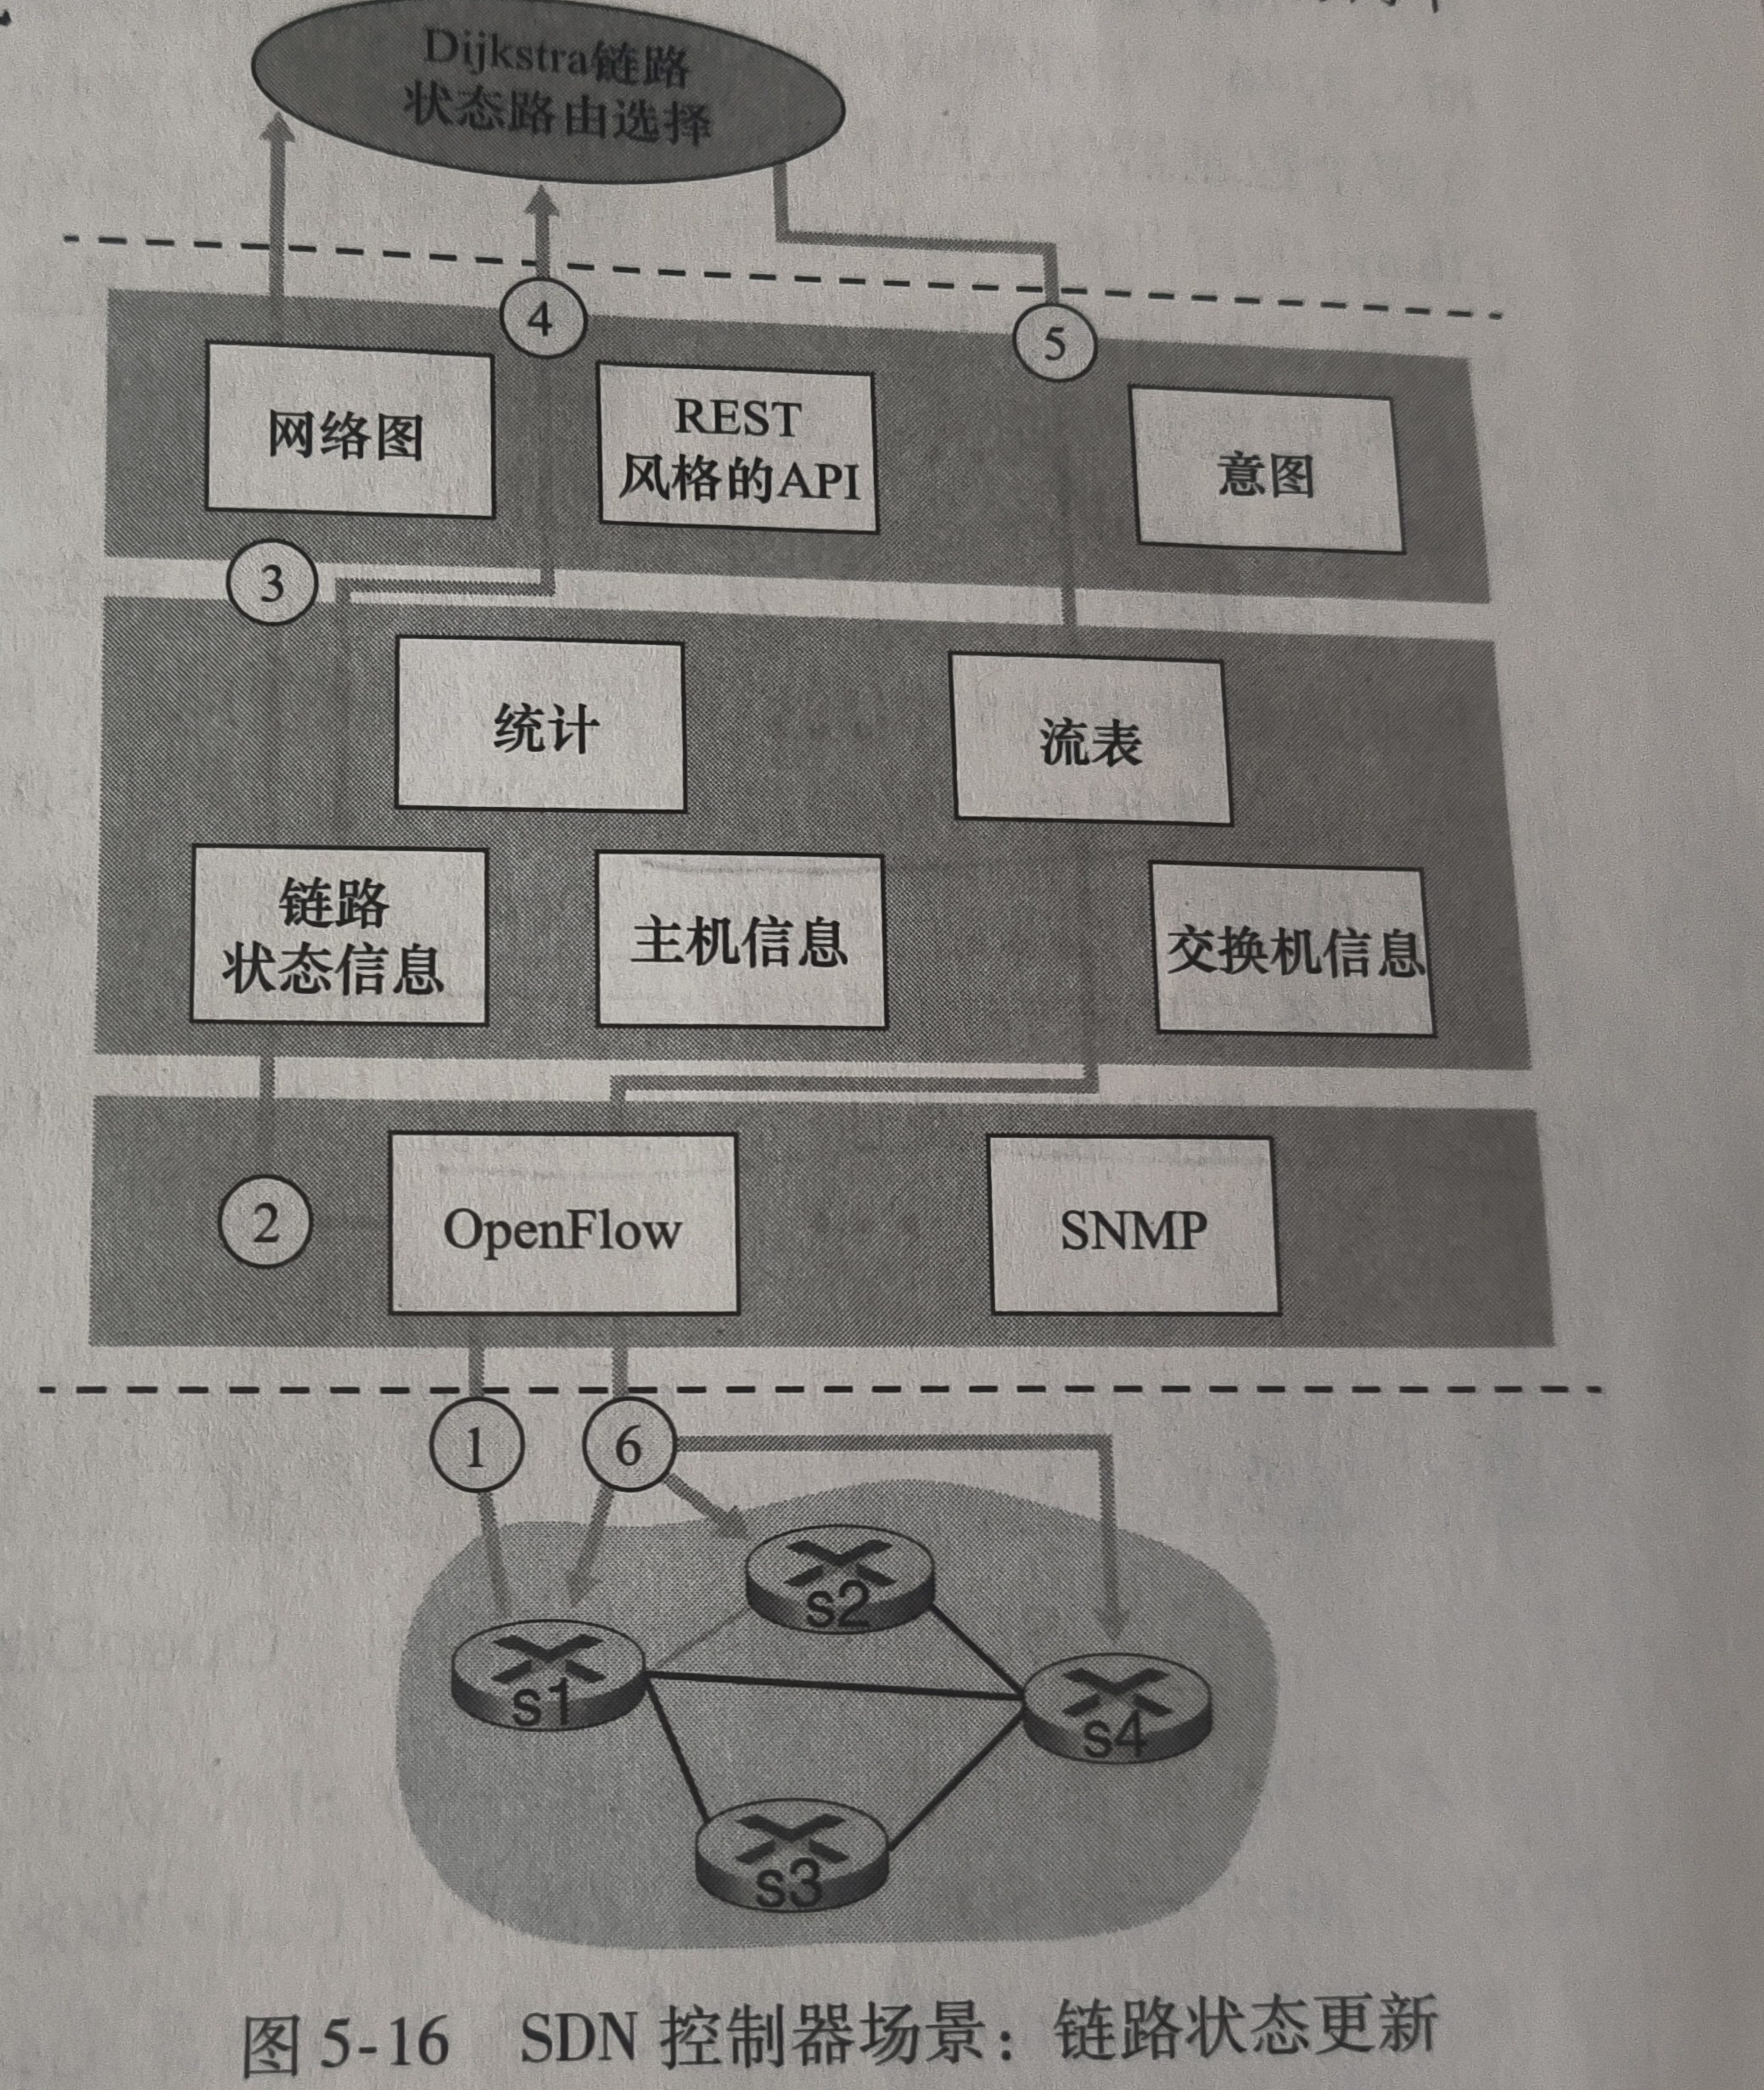 Dijkstra链路
状态路由选择
4
5
网络图
REST
风格的API
意图
3
统计
流表
链路
状态信息
主机信息
交换机信息
2
OpenFlow
SNMP
1
6
s2
s1
s4
s3
图 5-16 SDN 控制器场景：链路状态更新